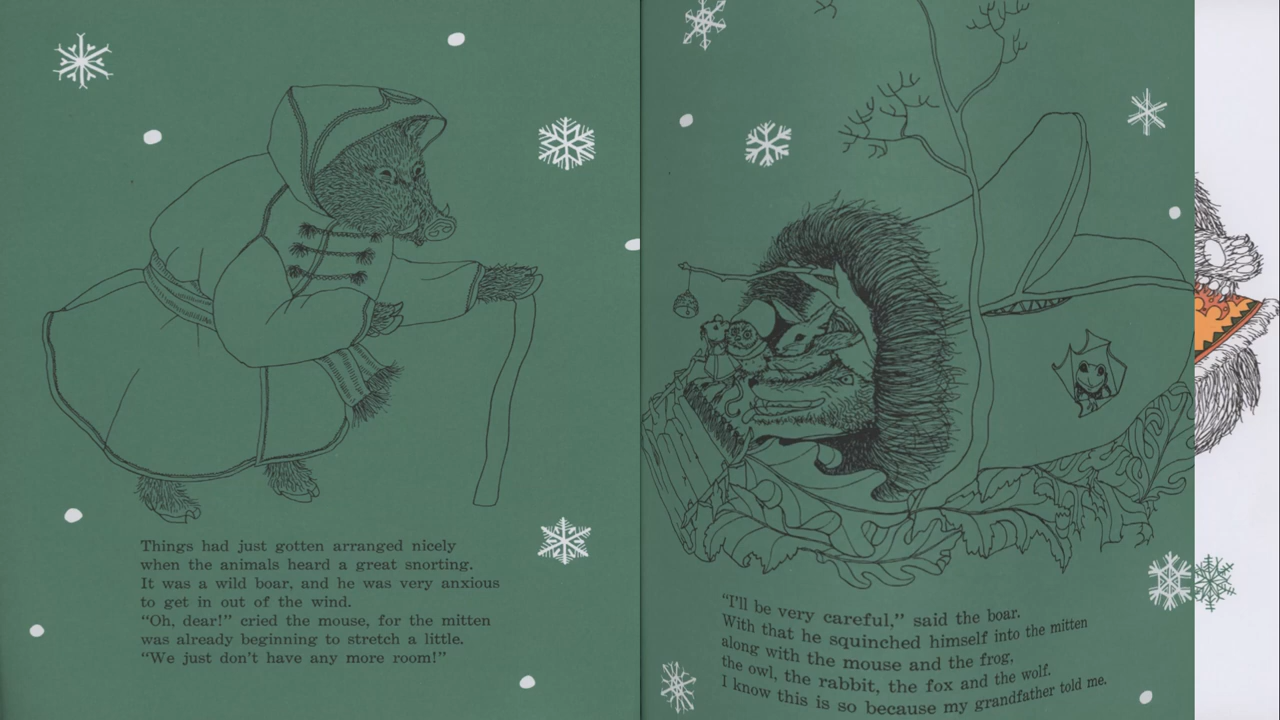 Things had just gotten arranged nicely
when the animals heard a great snorting.
It was a wild boar, and he was very anxious
to get in out of the wind.
"Oh, dear!" cried the mouse, for the mitten
was already beginning to stretch a little.
"We just don't have any more room!"
"I'll be very careful," said the boar.
With that he squinched himself into the mitten
along with the mouse and the frog,
the owl, the rabbit, the fox and the wolf.
I know this is so because my grandfather told me.